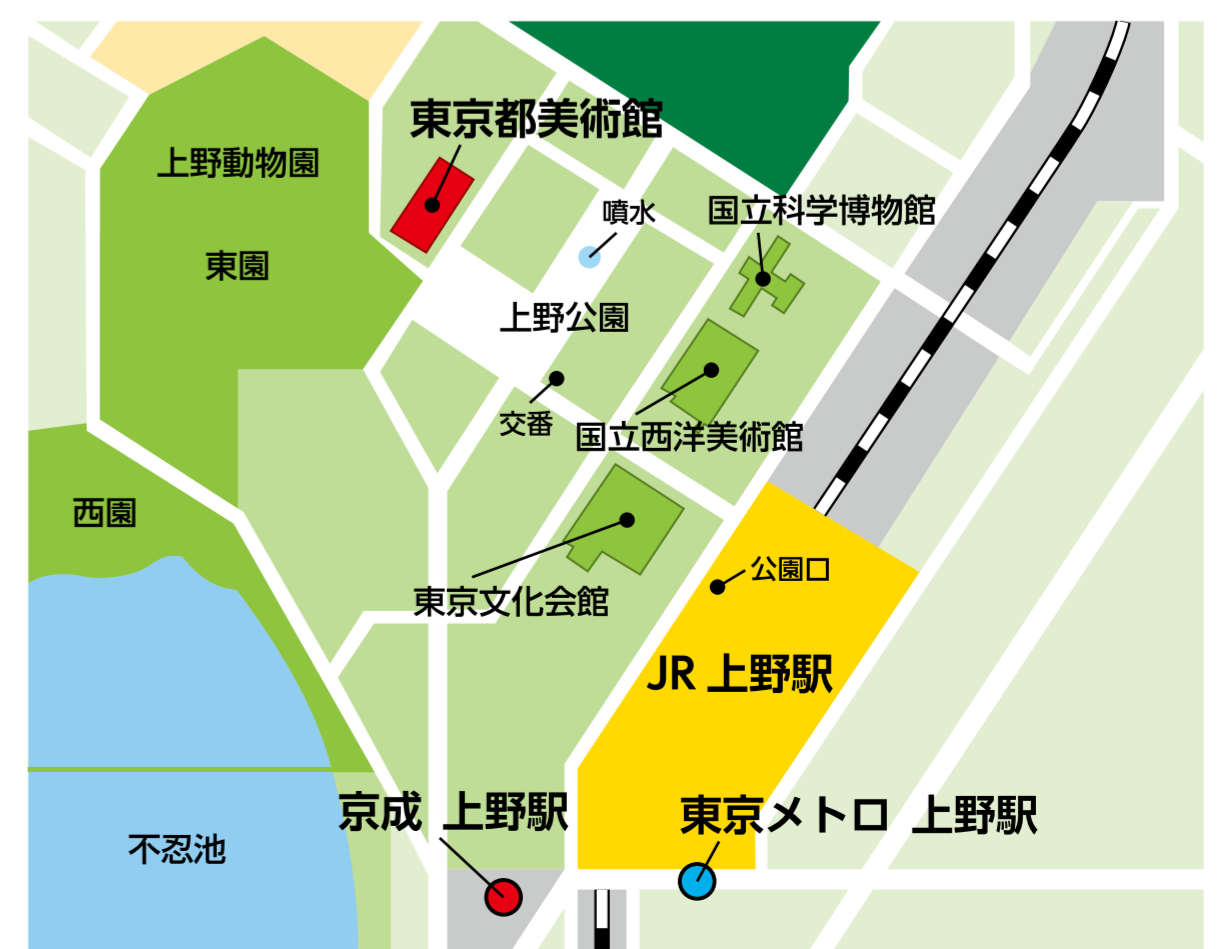 東京都美術館
上野動物園
噴水
国立科学博物館
東園
上野公園
交番
国立西洋美術館
西園
公園口
東京文化会館
JR 上野駅
京成 上野駅
東京メトロ 上野駅
不忍池